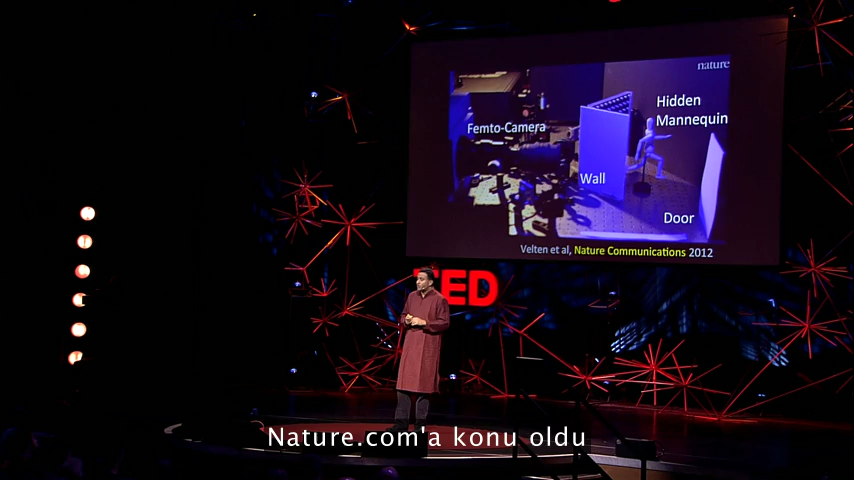 nature
Hidden
Mannequin
Femto-Camera
Wall
Door
Velten et al, Nature Communications 2012
TED
Nature.com'a konu oldu